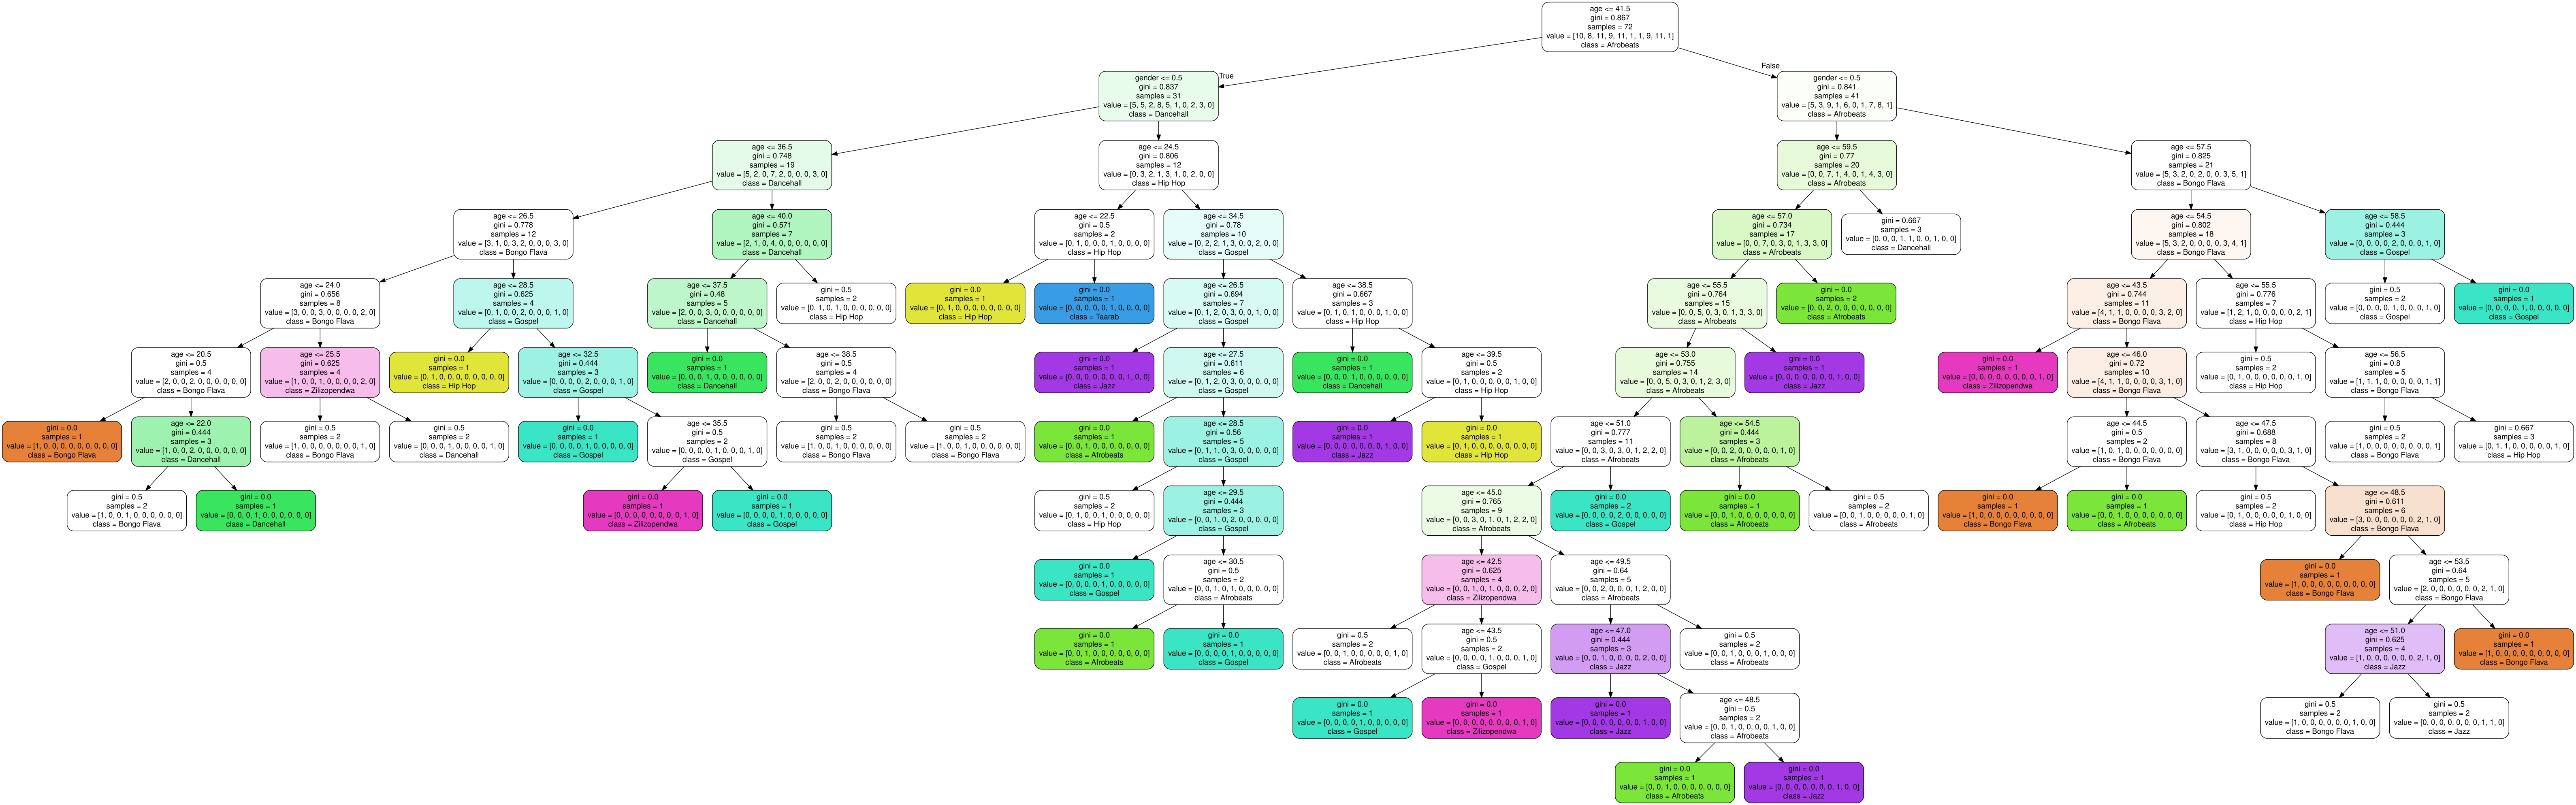 age <= 41.5
gini = 0.867
samples = 72
value = [10, 8, 11, 9, 11, 1, 1, 9, 11, 1]
class = Afrobeats
True
False
gender <= 0.5
gini = 0.837
samples = 31
value = [5, 5, 2, 8, 5, 1, 0, 2, 3, 0]
class = Dancehall
gender <= 0.5
gini = 0.841
samples = 41
value = [5, 3, 9, 1, 6, 0, 1, 7, 8, 1]
class = Afrobeats
age <= 36.5
gini = 0.748
samples = 19
value = [5, 2, 0, 7, 2, 0, 0, 0, 3, 0]
class = Dancehall
age <= 24.5
gini = 0.806
samples = 12
value = [0, 3, 2, 1, 3, 1, 0, 2, 0, 0]
class = Hip Hop
age <= 59.5
gini = 0.77
samples = 20
value = [0, 0, 7, 1, 4, 0, 1, 4, 3, 0]
class = Afrobeats
age <= 57.5
gini = 0.825
samples = 21
value = [5, 3, 2, 0, 2, 0, 0, 3, 5, 1]
class = Bongo Flava
age <= 26.5
gini = 0.778
samples = 12
value = [3, 1, 0, 3, 2, 0, 0, 0, 3, 0]
class = Bongo Flava
age <= 40.0
gini = 0.571
samples = 7
value = [2, 1, 0, 4, 0, 0, 0, 0, 0, 0]
class = Dancehall
age <= 22.5
gini = 0.5
samples = 2
value = [0, 1, 0, 0, 0, 1, 0, 0, 0, 0]
class = Hip Hop
age <= 34.5
gini = 0.78
samples = 10
value = [0, 2, 2, 1, 3, 0, 0, 2, 0, 0]
class = Gospel
age <= 57.0
gini = 0.734
samples = 17
value = [0, 0, 7, 0, 3, 0, 1, 3, 3, 0]
class = Afrobeats
gini = 0.667
samples = 3
value = [0, 0, 0, 1, 1, 0, 0, 1, 0, 0]
class = Dancehall
age <= 54.5
gini = 0.802
samples = 18
value = [5, 3, 2, 0, 0, 0, 0, 3, 4, 1]
class = Bongo Flava
age <= 58.5
gini = 0.444
samples = 3
value = [0, 0, 0, 0, 2, 0, 0, 0, 1, 0]
class = Gospel
age <= 24.0
gini = 0.656
samples = 8
value = [3, 0, 0, 3, 0, 0, 0, 0, 2, 0]
class = Bongo Flava
age <= 28.5
gini = 0.625
samples = 4
value = [0, 1, 0, 0, 2, 0, 0, 0, 1, 0]
class = Gospel
age <= 37.5
gini = 0.48
samples = 5
value = [2, 0, 0, 3, 0, 0, 0, 0, 0, 0]
class = Dancehall
gini = 0.5
samples = 2
value = [0, 1, 0, 1, 0, 0, 0, 0, 0, 0]
class = Hip Hop
gini = 0.0
samples = 1
value = [0, 1, 0, 0, 0, 0, 0, 0, 0, 0]
class = Hip Hop
gini = 0.0
samples = 1
value = [0, 0, 0, 0, 0, 1, 0, 0, 0, 0]
class = Taarab
age <= 26.5
gini = 0.694
samples = 7
value = [0, 1, 2, 0, 3, 0, 0, 1, 0, 0]
class = Gospel
age <= 38.5
gini = 0.667
samples = 3
value = [0, 1, 0, 1, 0, 0, 0, 1, 0, 0]
class = Hip Hop
age <= 55.5
gini = 0.764
samples = 15
value = [0, 0, 5, 0, 3, 0, 1, 3, 3, 0]
class = Afrobeats
gini = 0.0
samples = 2
value = [0, 0, 2, 0, 0, 0, 0, 0, 0, 0]
class = Afrobeats
age <= 43.5
gini = 0.744
samples = 11
value = [4, 1, 1, 0, 0, 0, 0, 3, 2, 0]
class = Bongo Flava
age <= 55.5
gini = 0.776
samples = 7
value = [1, 2, 1, 0, 0, 0, 0, 0, 2, 1]
class = Hip Hop
gini = 0.5
samples = 2
value = [0, 0, 0, 0, 1, 0, 0, 0, 1, 0]
class = Gospel
gini = 0.0
samples = 1
value = [0, 0, 0, 0, 1, 0, 0, 0, 0, 0]
class = Gospel
age <= 20.5
gini = 0.5
samples = 4
value = [2, 0, 0, 2, 0, 0, 0, 0, 0, 0]
class = Bongo Flava
age <= 25.5
gini = 0.625
samples = 4
value = [1, 0, 0, 1, 0, 0, 0, 0, 2, 0]
class = Zilizopendwa
gini = 0.0
samples = 1
value = [0, 1, 0, 0, 0, 0, 0, 0, 0, 0]
class = Hip Hop
age <= 32.5
gini = 0.444
samples = 3
value = [0, 0, 0, 0, 2, 0, 0, 0, 1, 0]
class = Gospel
gini = 0.0
samples = 1
value = [0, 0, 0, 1, 0, 0, 0, 0, 0, 0]
class = Dancehall
age <= 38.5
gini = 0.5
samples = 4
value = [2, 0, 0, 2, 0, 0, 0, 0, 0, 0]
class = Bongo Flava
gini = 0.0
samples = 1
value = [0, 0, 0, 0, 0, 0, 0, 1, 0, 0]
class = Jazz
age <= 27.5
gini = 0.611
samples = 6
value = [0, 1, 2, 0, 3, 0, 0, 0, 0, 0]
class = Gospel
gini = 0.0
samples = 1
value = [0, 0, 0, 1, 0, 0, 0, 0, 0, 0]
class = Dancehall
age <= 39.5
gini = 0.5
samples = 2
value = [0, 1, 0, 0, 0, 0, 0, 1, 0, 0]
class = Hip Hop
age <= 53.0
gini = 0.755
samples = 14
value = [0, 0, 5, 0, 3, 0, 1, 2, 3, 0]
class = Afrobeats
gini = 0.0
samples = 1
value = [0, 0, 0, 0, 0, 0, 0, 1, 0, 0]
class = Jazz
gini = 0.0
samples = 1
value = [0, 0, 0, 0, 0, 0, 0, 0, 1, 0]
class = Zilizopendwa
age <= 46.0
gini = 0.72
samples = 10
value = [4, 1, 1, 0, 0, 0, 0, 3, 1, 0]
class = Bongo Flava
gini = 0.5
samples = 2
value = [0, 1, 0, 0, 0, 0, 0, 0, 1, 0]
class = Hip Hop
age <= 56.5
gini = 0.8
samples = 5
value = [1, 1, 1, 0, 0, 0, 0, 0, 1, 1]
class = Bongo Flava
gini = 0.0
samples = 1
value = [1, 0, 0, 0, 0, 0, 0, 0, 0, 0]
class = Bongo Flava
age <= 22.0
gini = 0.444
samples = 3
value = [1, 0, 0, 2, 0, 0, 0, 0, 0, 0]
class = Dancehall
gini = 0.5
samples = 2
value = [1, 0, 0, 0, 0, 0, 0, 0, 1, 0]
class = Bongo Flava
gini = 0.5
samples = 2
value = [0, 0, 0, 1, 0, 0, 0, 0, 1, 0]
class = Dancehall
gini = 0.0
samples = 1
value = [0, 0, 0, 0, 1, 0, 0, 0, 0, 0]
class = Gospel
age <= 35.5
gini = 0.5
samples = 2
value = [0, 0, 0, 0, 1, 0, 0, 0, 1, 0]
class = Gospel
gini = 0.5
samples = 2
value = [1, 0, 0, 1, 0, 0, 0, 0, 0, 0]
class = Bongo Flava
gini = 0.5
samples = 2
value = [1, 0, 0, 1, 0, 0, 0, 0, 0, 0]
class = Bongo Flava
gini = 0.0
samples = 1
value = [0, 0, 1, 0, 0, 0, 0, 0, 0, 0]
class = Afrobeats
age <= 28.5
gini = 0.56
samples = 5
value = [0, 1, 1, 0, 3, 0, 0, 0, 0, 0]
class = Gospel
gini = 0.0
samples = 1
value = [0, 0, 0, 0, 0, 0, 0, 1, 0, 0]
class = Jazz
gini = 0.0
samples = 1
value = [0, 1, 0, 0, 0, 0, 0, 0, 0, 0]
class = Hip Hop
age <= 51.0
gini = 0.777
samples = 11
value = [0, 0, 3, 0, 3, 0, 1, 2, 2, 0]
class = Afrobeats
age <= 54.5
gini = 0.444
samples = 3
value = [0, 0, 2, 0, 0, 0, 0, 0, 1, 0]
class = Afrobeats
age <= 44.5
gini = 0.5
samples = 2
value = [1, 0, 1, 0, 0, 0, 0, 0, 0, 0]
class = Bongo Flava
age <= 47.5
gini = 0.688
samples = 8
value = [3, 1, 0, 0, 0, 0, 0, 3, 1, 0]
class = Bongo Flava
gini = 0.5
samples = 2
value = [1, 0, 0, 0, 0, 0, 0, 0, 0, 1]
class = Bongo Flava
gini = 0.667
samples = 3
value = [0, 1, 1, 0, 0, 0, 0, 0, 1, 0]
class = Hip Hop
gini = 0.5
samples = 2
value = [1, 0, 0, 1, 0, 0, 0, 0, 0, 0]
class = Bongo Flava
gini = 0.0
samples = 1
value = [0, 0, 0, 1, 0, 0, 0, 0, 0, 0]
class = Dancehall
gini = 0.0
samples = 1
value = [0, 0, 0, 0, 0, 0, 0, 0, 1, 0]
class = Zilizopendwa
gini = 0.0
samples = 1
value = [0, 0, 0, 0, 1, 0, 0, 0, 0, 0]
class = Gospel
gini = 0.5
samples = 2
value = [0, 1, 0, 0, 1, 0, 0, 0, 0, 0]
class = Hip Hop
age <= 29.5
gini = 0.444
samples = 3
value = [0, 0, 1, 0, 2, 0, 0, 0, 0, 0]
class = Gospel
age <= 45.0
gini = 0.765
samples = 9
value = [0, 0, 3, 0, 1, 0, 1, 2, 2, 0]
class = Afrobeats
gini = 0.0
samples = 2
value = [0, 0, 0, 0, 2, 0, 0, 0, 0, 0]
class = Gospel
gini = 0.0
samples = 1
value = [0, 0, 1, 0, 0, 0, 0, 0, 0, 0]
class = Afrobeats
gini = 0.5
samples = 2
value = [0, 0, 1, 0, 0, 0, 0, 0, 1, 0]
class = Afrobeats
gini = 0.0
samples = 1
value = [1, 0, 0, 0, 0, 0, 0, 0, 0, 0]
class = Bongo Flava
gini = 0.0
samples = 1
value = [0, 0, 1, 0, 0, 0, 0, 0, 0, 0]
class = Afrobeats
gini = 0.5
samples = 2
value = [0, 1, 0, 0, 0, 0, 0, 1, 0, 0]
class = Hip Hop
age <= 48.5
gini = 0.611
samples = 6
value = [3, 0, 0, 0, 0, 0, 0, 2, 1, 0]
class = Bongo Flava
gini = 0.0
samples = 1
value = [0, 0, 0, 0, 1, 0, 0, 0, 0, 0]
class = Gospel
age <= 30.5
gini = 0.5
samples = 2
value = [0, 0, 1, 0, 1, 0, 0, 0, 0, 0]
class = Afrobeats
age <= 42.5
gini = 0.625
samples = 4
value = [0, 0, 1, 0, 1, 0, 0, 0, 2, 0]
class = Zilizopendwa
age <= 49.5
gini = 0.64
samples = 5
value = [0, 0, 2, 0, 0, 0, 1, 2, 0, 0]
class = Afrobeats
gini = 0.0
samples = 1
value = [1, 0, 0, 0, 0, 0, 0, 0, 0, 0]
class = Bongo Flava
age <= 53.5
gini = 0.64
samples = 5
value = [2, 0, 0, 0, 0, 0, 0, 2, 1, 0]
class = Bongo Flava
gini = 0.0
samples = 1
value = [0, 0, 1, 0, 0, 0, 0, 0, 0, 0]
class = Afrobeats
gini = 0.0
samples = 1
value = [0, 0, 0, 0, 1, 0, 0, 0, 0, 0]
class = Gospel
gini = 0.5
samples = 2
value = [0, 0, 1, 0, 0, 0, 0, 0, 1, 0]
class = Afrobeats
age <= 43.5
gini = 0.5
samples = 2
value = [0, 0, 0, 0, 1, 0, 0, 0, 1, 0]
class = Gospel
age <= 47.0
gini = 0.444
samples = 3
value = [0, 0, 1, 0, 0, 0, 0, 2, 0, 0]
class = Jazz
gini = 0.5
samples = 2
value = [0, 0, 1, 0, 0, 0, 1, 0, 0, 0]
class = Afrobeats
age <= 51.0
gini = 0.625
samples = 4
value = [1, 0, 0, 0, 0, 0, 0, 2, 1, 0]
class = Jazz
gini = 0.0
samples = 1
value = [1, 0, 0, 0, 0, 0, 0, 0, 0, 0]
class = Bongo Flava
gini = 0.0
samples = 1
value = [0, 0, 0, 0, 1, 0, 0, 0, 0, 0]
class = Gospel
gini = 0.0
samples = 1
value = [0, 0, 0, 0, 0, 0, 0, 0, 1, 0]
class = Zilizopendwa
gini = 0.0
samples = 1
value = [0, 0, 0, 0, 0, 0, 0, 1, 0, 0]
class = Jazz
age <= 48.5
gini = 0.5
samples = 2
value = [0, 0, 1, 0, 0, 0, 0, 1, 0, 0]
class = Afrobeats
gini = 0.5
samples = 2
value = [1, 0, 0, 0, 0, 0, 0, 1, 0, 0]
class = Bongo Flava
gini = 0.5
samples = 2
value = [0, 0, 0, 0, 0, 0, 0, 1, 1, 0]
class = Jazz
gini = 0.0
samples = 1
value = [0, 0, 1, 0, 0, 0, 0, 0, 0, 0]
class = Afrobeats
gini = 0.0
samples = 1
value = [0, 0, 0, 0, 0, 0, 0, 1, 0, 0]
class = Jazz